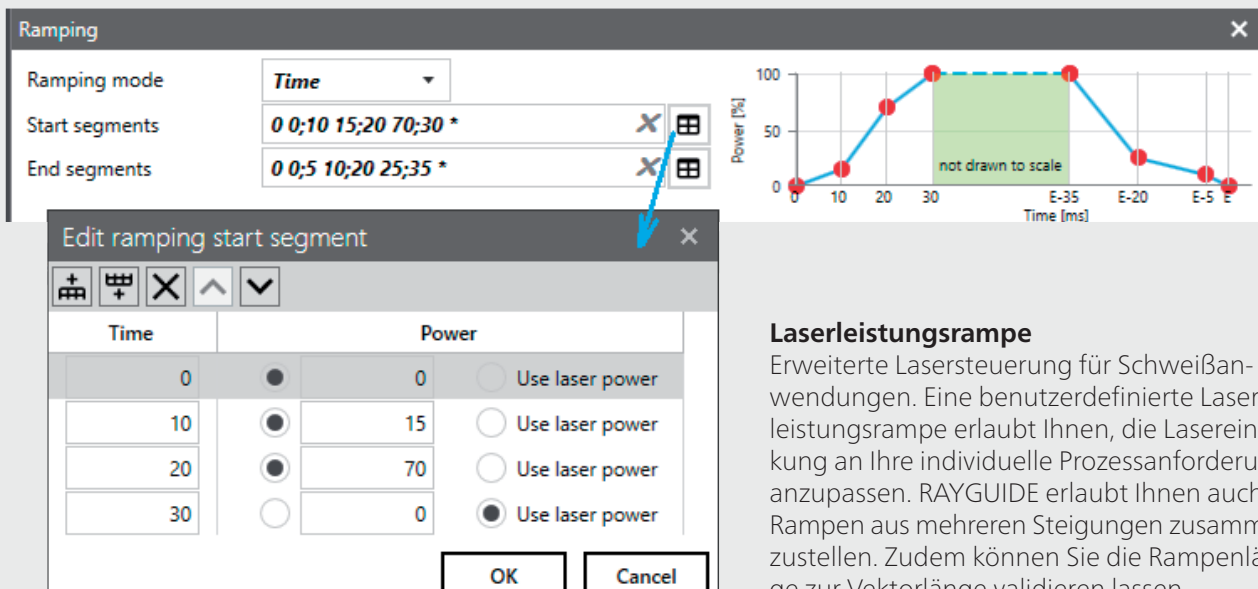 Ramping
Ramping mode Time
Start segments 0 0;10 15;20 70;30 *
End segments 0 0;5 10;20 25;35 *
Power [%]
100
50
0
not drawn to scale
0 10 20 30 E-35 E-20 E-5 E
Time [ms]
Edit ramping start segment
Time Power
0 0 Use laser power
10 15 Use laser power
20 70 Use laser power
30 0 Use laser power
OK Cancel
Laserleistungsrampe
Erweiterte Lasersteuerung für Schweißan-
wendungen. Eine benutzerdefinierte Laser
leistungsrampe erlaubt Ihnen, die Laserein
kung an Ihre individuelle Prozessanforderu
anzupassen. RAYGUIDE erlaubt Ihnen auch
Rampen aus mehreren Steigungen zusamm
zustellen. Zudem können Sie die Rampenlä
ge zur Vektorlänge validieren lassen